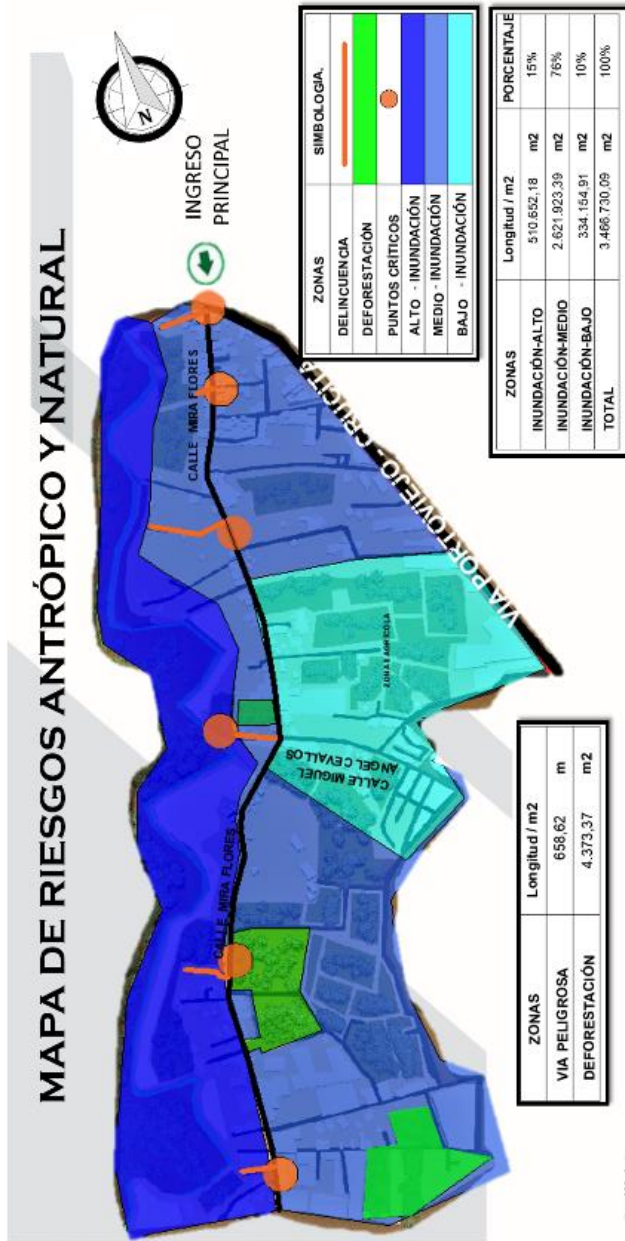 MAPA DE RIESGOS ANTRÓPICO Y NATURAL
N
INGRESO
PRINCIPAL
CALLE MIRA FLORES
CALLE MIRA FLORES
CALLE MIGUEL
ANGEL CEVALLOS
ZONAS AGRICOLA
VIA PORTOVIEJO - CRUCITA
ZONAS SIMBOLOGIA.
DELINCUENCIA
DEFORESTACIÓN
PUNTOS CRÍTICOS
ALTO - INUNDACIÓN
MEDIO - INUNDACIÓN
BAJO - INUNDACIÓN
ZONAS Longitud / m2 PORCENTAJE
INUNDACIÓN-ALTO 510.652,18 m2 15%
INUNDACIÓN-MEDIO 2.621.923,39 m2 76%
INUNDACIÓN-BAJO 334.154,91 m2 10%
TOTAL 3.466.730,09 m2 100%
ZONAS Longitud / m2
VIA PELIGROSA 658,62 m
DEFORESTACIÓN 4.373,37 m2